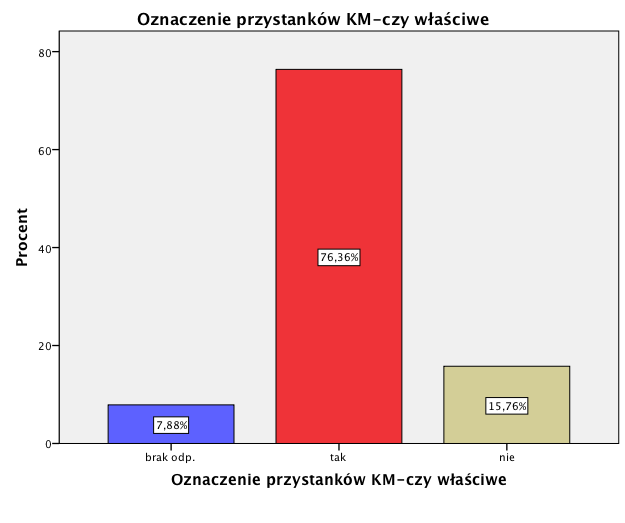 Oznaczenie przystanków KM-czy właściwe
Procent
80
60
40
20
0
7,88%
76,36%
15,76%
brak odp.
tak
nie
Oznaczenie przystanków KM-czy właściwe